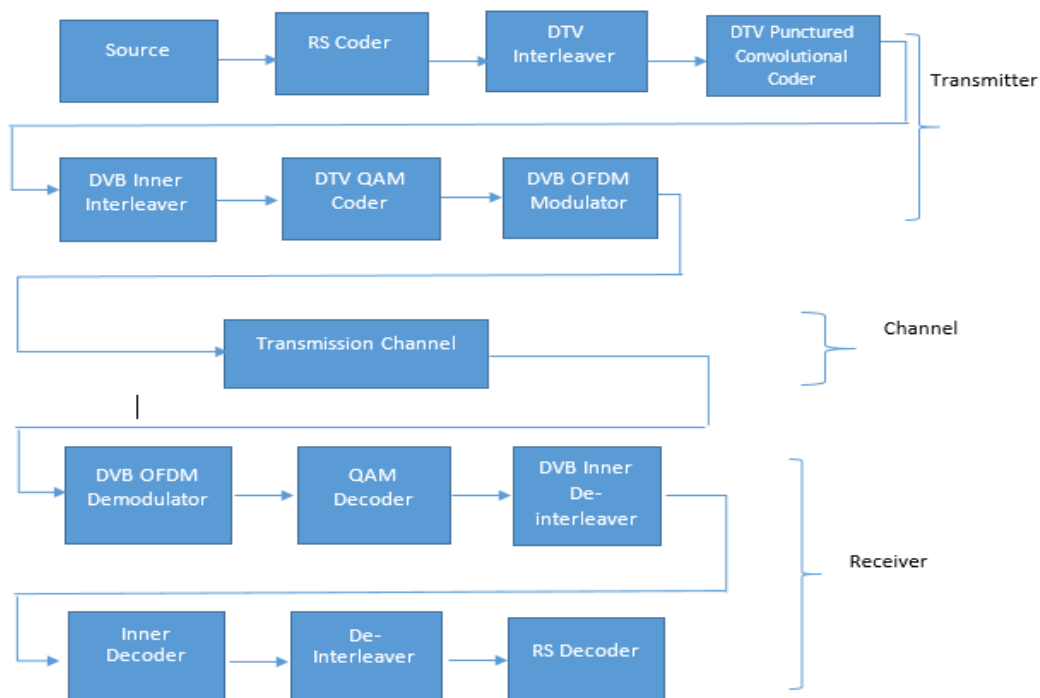 Source
RS Coder
DTV
Interleaver
DTV Punctured
Convolutional
Coder
Transmitter
DVB Inner
Interleaver
DTV QAM
Coder
DVB OFDM
Modulator
Transmission Channel
Channel
DVB OFDM
Demodulator
QAM
Decoder
DVB Inner
De-
interleaver
Receiver
Inner
Decoder
De-
Interleaver
RS Decoder